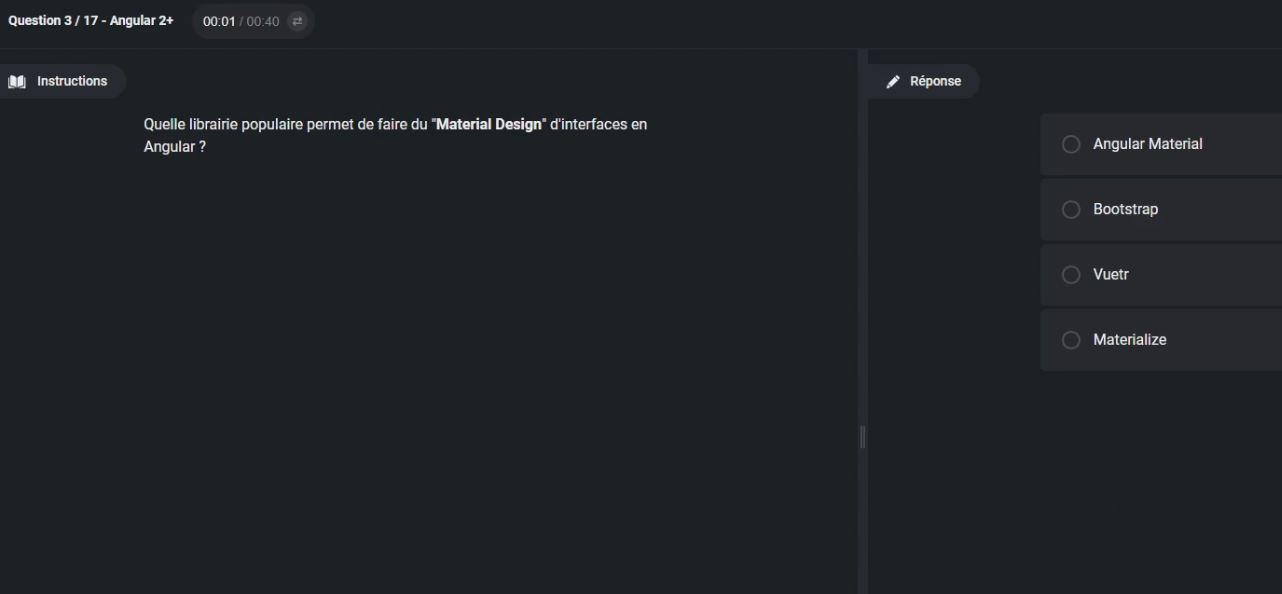 Question 3 / 17 - Angular 2+
00:01 / 00:40
Instructions
Quelle librairie populaire permet de faire du "Material Design" d'interfaces en
Angular ?
Réponse
Angular Material
Bootstrap
Vuetr
Materialize